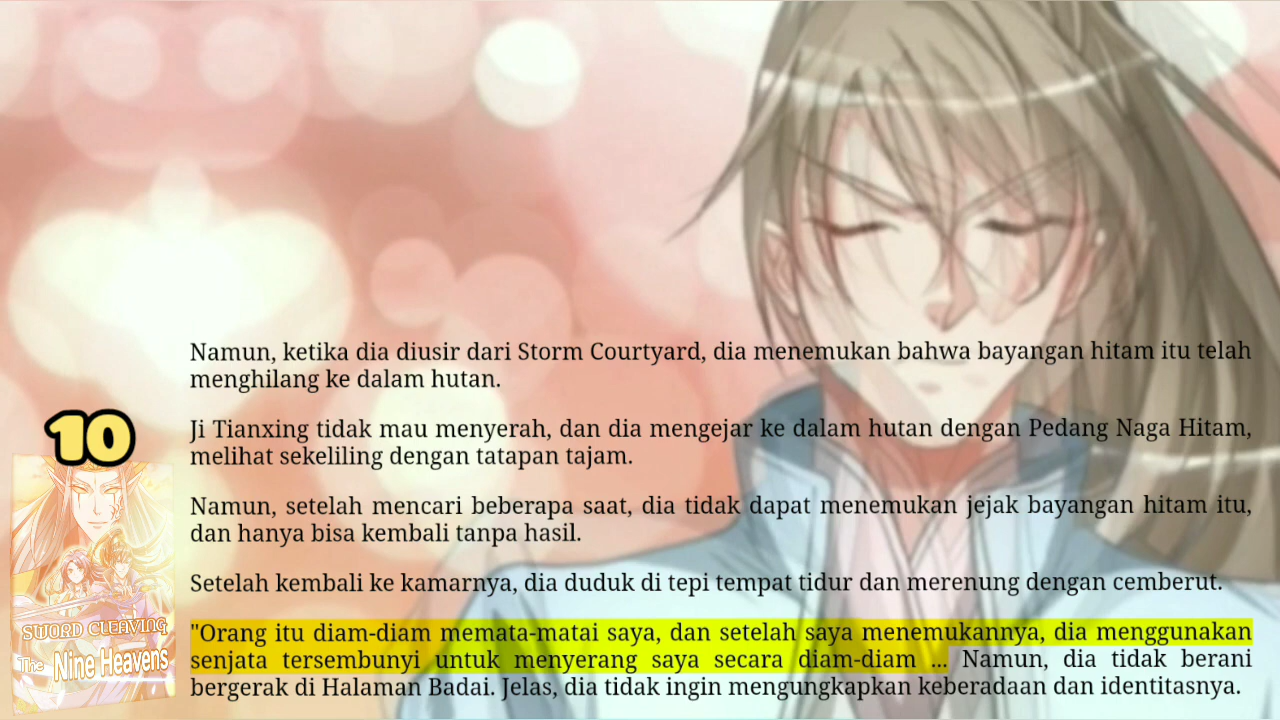 Namun, ketika dia diusir dari Storm Courtyard, dia menemukan bahwa bayangan hitam itu telah
menghilang ke dalam hutan.
Ji Tianxing tidak mau menyerah, dan dia mengejar ke dalam hutan dengan Pedang Naga Hitam,
melihat sekeliling dengan tatapan tajam.
Namun, setelah mencari beberapa saat, dia tidak dapat menemukan jejak bayangan hitam itu,
dan hanya bisa kembali tanpa hasil.
Setelah kembali ke kamarnya, dia duduk di tepi tempat tidur dan merenung dengan cemberut.
"Orang itu diam-diam memata-matai saya, dan setelah saya menemukannya, dia menggunakan
senjata tersembunyi untuk menyerang saya secara diam-diam ... Namun, dia tidak berani
bergerak di Halaman Badai. Jelas, dia tidak ingin mengungkapkan keberadaan dan identitasnya.
10
SWORD CLEAVING
The Nine Heavens